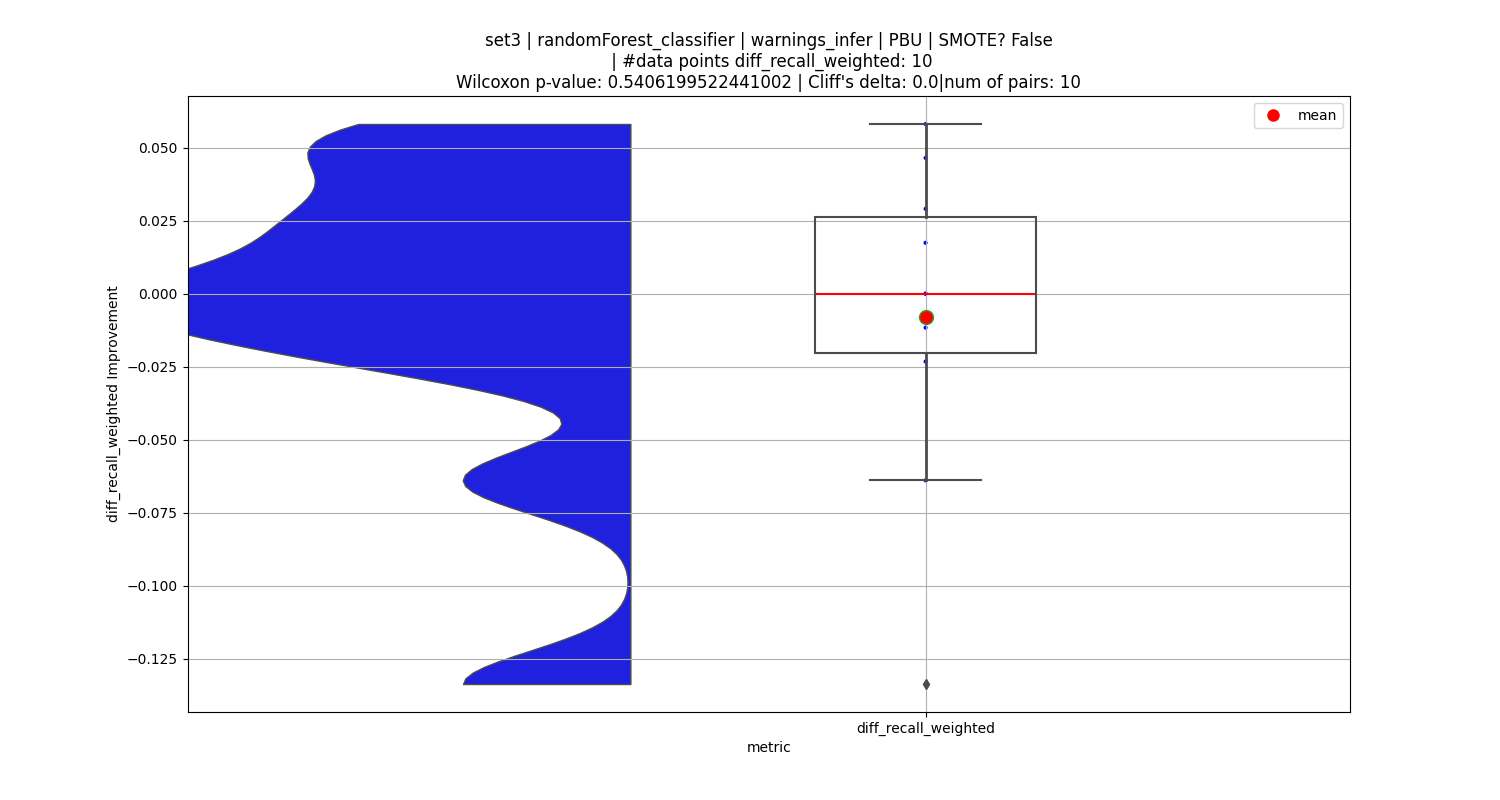 set3 | randomForest_classifier | warnings_infer | PBU | SMOTE? False
| #data points diff_recall_weighted: 10
Wilcoxon p-value: 0.5406199522441002 | Cliff's delta: 0.0|num of pairs: 10
mean
0.050
0.025
0.000
−0.025
−0.050
−0.075
−0.100
−0.125
diff_recall_weighted Improvement
diff_recall_weighted
metric